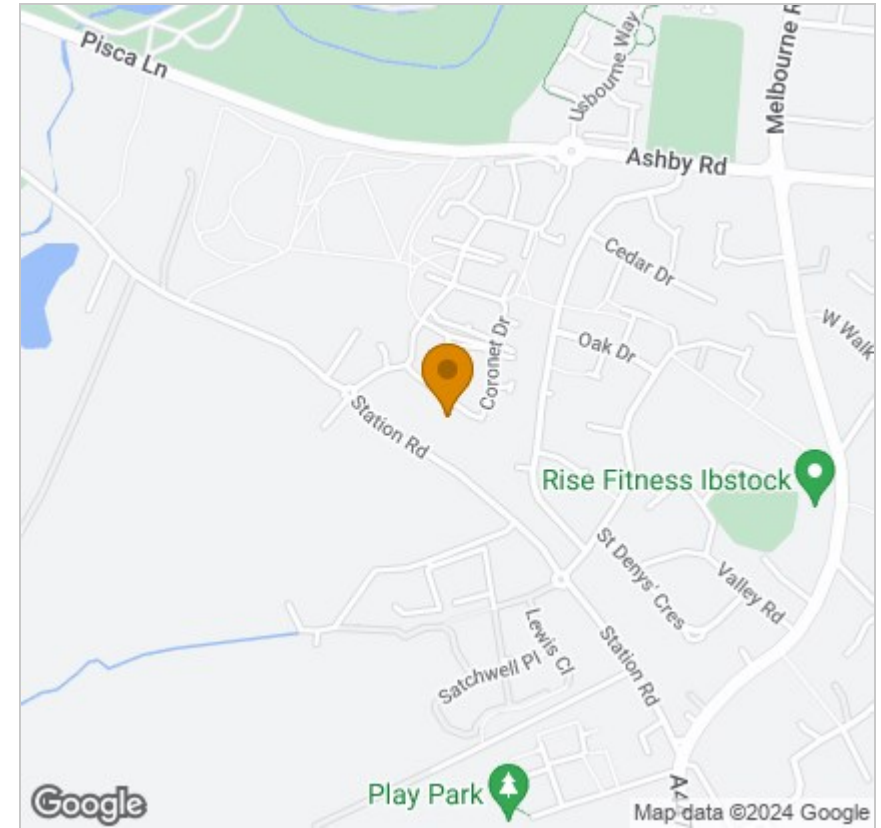 Pisca Ln
Usbourne Way
Melbourne R
Ashby Rd
Cedar Dr
W Walk
Oak Dr
Coronet Dr
Station Rd
Rise Fitness Ibstock
St Denys' Cres
Valley Rd
Lewis Cl
Station Rd
Satchwell Pl
Play Park
A4
Google
Map data ©2024 Google